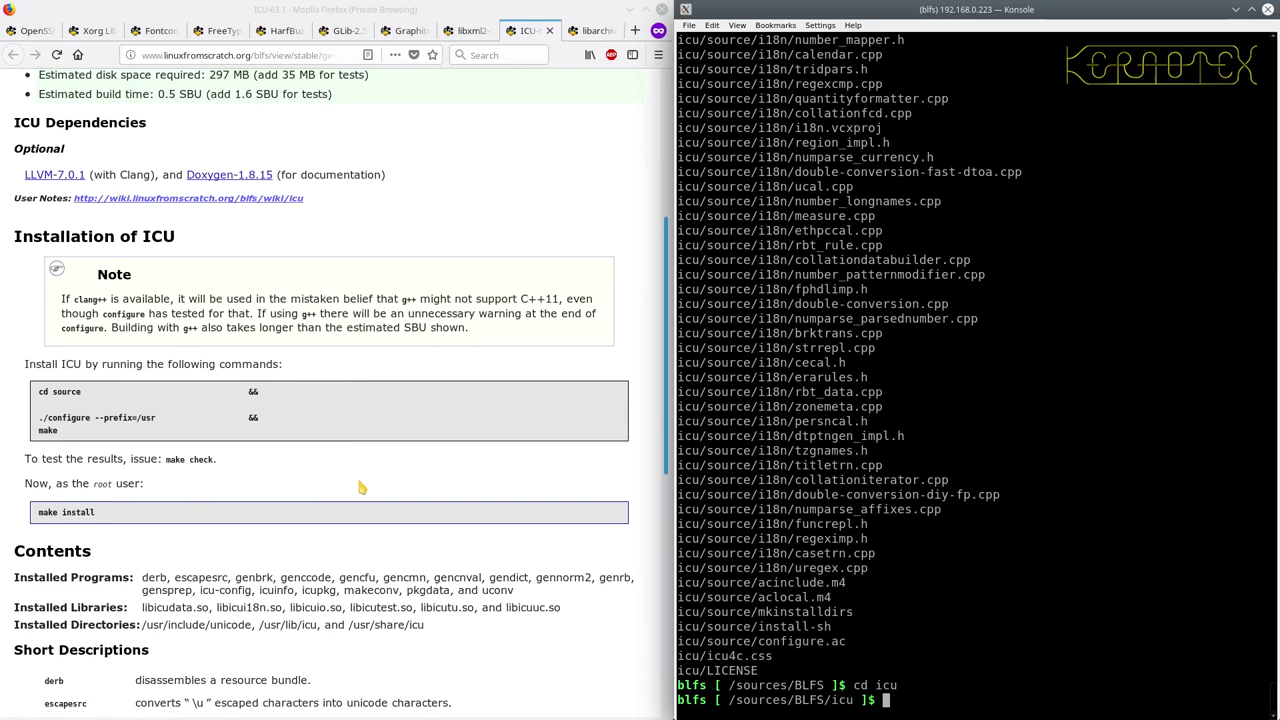 ICU-63.1 - Mozilla Firefox (Private Browsing)
OpenSS
Xorg Lib
Fontcon
FreeTyp
HarfBuz
GLib-2.5
Graphite
libxml2-
ICU-6
libarchiv
www.linuxfromscratch.org/blfs/view/stable/ge
Search
Estimated disk space required: 297 MB (add 35 MB for tests)
Estimated build time: 0.5 SBU (add 1.6 SBU for tests)
ICU Dependencies
Optional
LLVM-7.0.1 (with Clang), and Doxygen-1.8.15 (for documentation)
User Notes: http://wiki.linuxfromscratch.org/blfs/wiki/icu
Installation of ICU
Note
If clang++ is available, it will be used in the mistaken belief that g++ might not support C++11, even
though configure has tested for that. If using g++ there will be an unnecessary warning at the end of
configure. Building with g++ also takes longer than the estimated SBU shown.
Install ICU by running the following commands:
cd source &&
./configure --prefix=/usr &&
make
To test the results, issue: make check.
Now, as the root user:
make install
Contents
Installed Programs: derb, escapesrc, genbrk, genccode, gencfu, gencmn, gencnval, gendict, gennorm2, genrb,
gensprep, icu-config, icuinfo, icupkg, makeconv, pkgdata, and uconv
Installed Libraries: libicudata.so, libicui18n.so, libicuio.so, libicutest.so, libicutu.so, and libicuuc.so
Installed Directories: /usr/include/unicode, /usr/lib/icu, and /usr/share/icu
Short Descriptions
derb disassembles a resource bundle.
escapesrc converts “ \u ” escaped characters into unicode characters.
(blfs) 192.168.0.223 — Konsole
File Edit View Bookmarks Settings Help
KERNOTEX
icu/source/i18n/number_mapper.h
icu/source/i18n/calendar.cpp
icu/source/i18n/tridpars.h
icu/source/i18n/regexcmp.cpp
icu/source/i18n/quantityformatter.cpp
icu/source/i18n/collationfcd.cpp
icu/source/i18n/i18n.vcxproj
icu/source/i18n/region_impl.h
icu/source/i18n/numparse_currency.h
icu/source/i18n/double-conversion-fast-dtoa.cpp
icu/source/i18n/ucal.cpp
icu/source/i18n/number_longnames.cpp
icu/source/i18n/measure.cpp
icu/source/i18n/ethpccal.cpp
icu/source/i18n/rbt_rule.cpp
icu/source/i18n/collationdatabuilder.cpp
icu/source/i18n/number_patternmodifier.cpp
icu/source/i18n/fphdlimp.h
icu/source/i18n/double-conversion.cpp
icu/source/i18n/numparse_parsednumber.cpp
icu/source/i18n/brktrans.cpp
icu/source/i18n/strrepl.cpp
icu/source/i18n/cecal.h
icu/source/i18n/erarules.h
icu/source/i18n/rbt_data.cpp
icu/source/i18n/zonemeta.cpp
icu/source/i18n/persncal.h
icu/source/i18n/dtptngen_impl.h
icu/source/i18n/tzgnames.h
icu/source/i18n/titletrn.cpp
icu/source/i18n/collationiterator.cpp
icu/source/i18n/double-conversion-diy-fp.cpp
icu/source/i18n/numparse_affixes.cpp
icu/source/i18n/funcrepl.h
icu/source/i18n/regeximp.h
icu/source/i18n/casetrn.cpp
icu/source/i18n/uregex.cpp
icu/source/acinclude.m4
icu/source/aclocal.m4
icu/source/mkinstalldirs
icu/source/install-sh
icu/source/configure.ac
icu/icu4c.css
icu/LICENSE
blfs [ /sources/BLFS ]$ cd icu
blfs [ /sources/BLFS/icu ]$